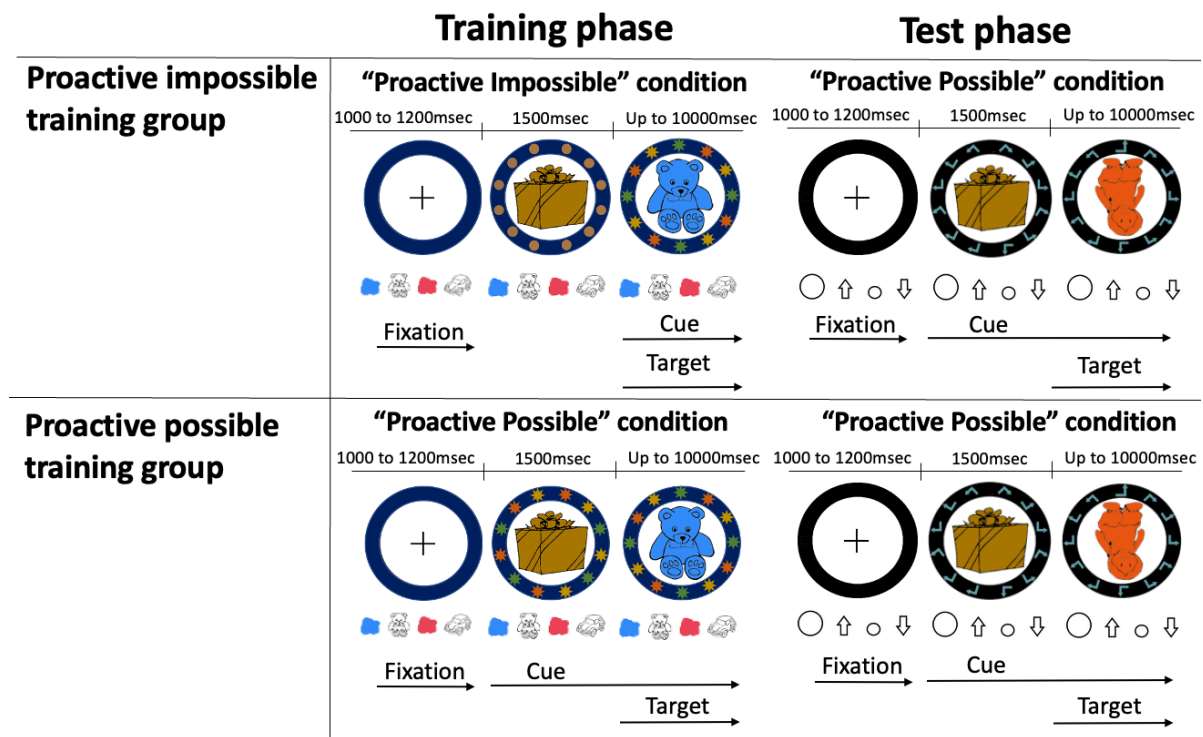 Training phase
Test phase
Proactive impossible
training group
“Proactive Impossible” condition
1000 to 1200msec
1500msec
Up to 10000msec
Fixation
Cue
Target
“Proactive Possible” condition
1000 to 1200msec
1500msec
Up to 10000msec
Fixation
Cue
Target
Proactive possible
training group
“Proactive Possible” condition
1000 to 1200msec
1500msec
Up to 10000msec
Fixation
Cue
Target
“Proactive Possible” condition
1000 to 1200msec
1500msec
Up to 10000msec
Fixation
Cue
Target